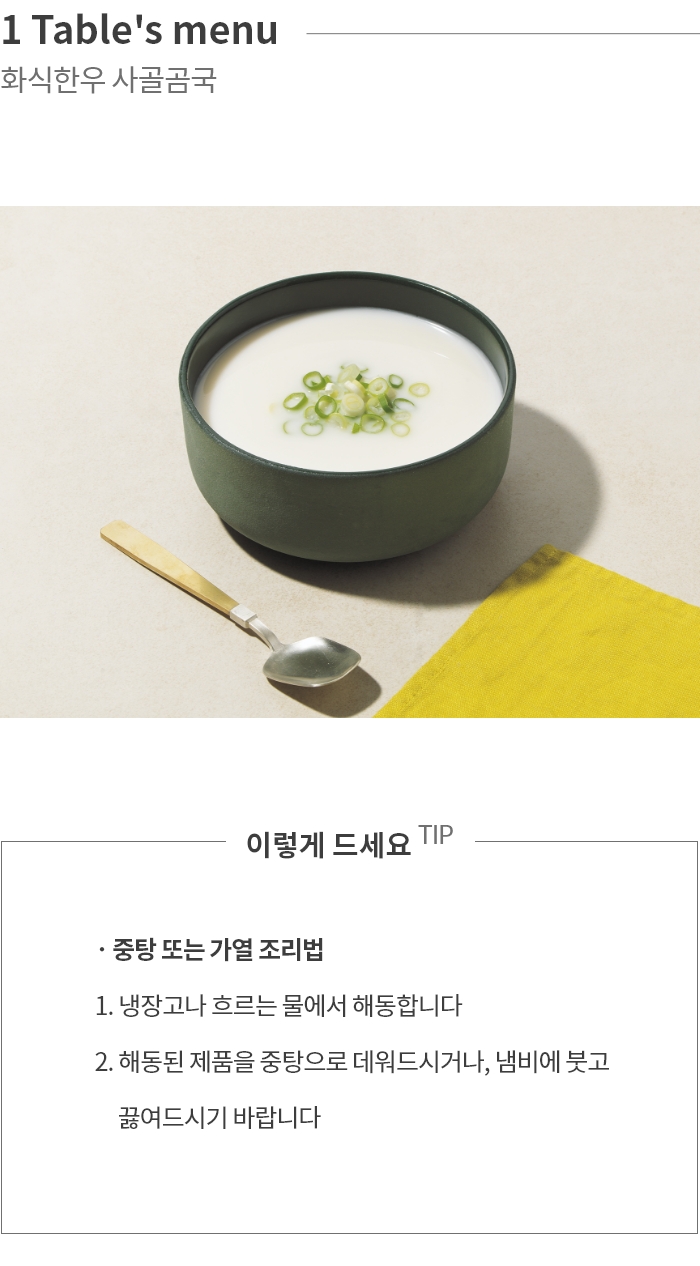 1 Table's menu
화식한우 사골곰국
이렇게 드세요 TIP
· 중탕 또는 가열 조리법
1. 냉장고나 흐르는 물에서 해동합니다
2. 해동된 제품을 중탕으로 데워드시거나, 냄비에 붓고
끓여드시기 바랍니다